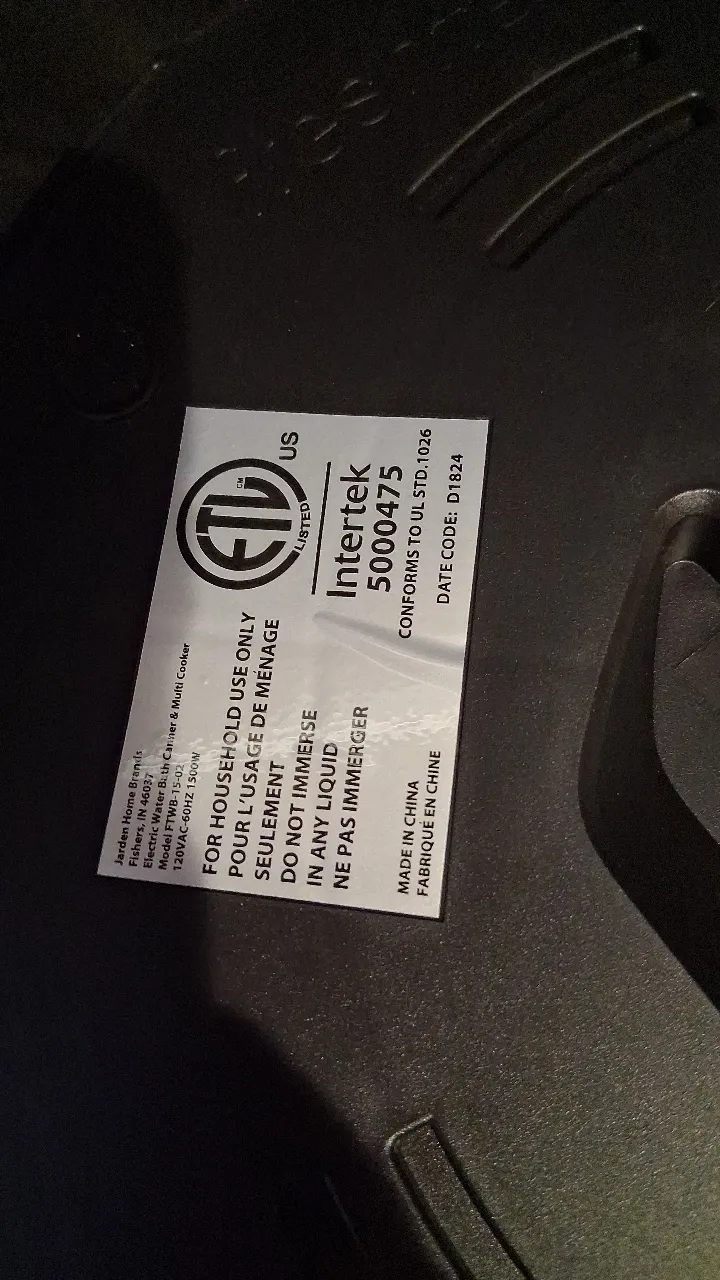 Jarden Home Brands
Fishers, IN 46037
Electric Water Bath Canner & Multi Cooker
Model FTWB-15-02
120VAC-60HZ 1500W
FOR HOUSEHOLD USE ONLY
POUR L'USAGE DE MÉNAGE
SEULEMENT
DO NOT IMMERSE
IN ANY LIQUID
NE PAS IMMERGER
MADE IN CHINA
FABRIQUÉ EN CHINE
ETL
CM
LISTED
US
Intertek
5000475
CONFORMS TO UL STD.1026
DATE CODE: D1824